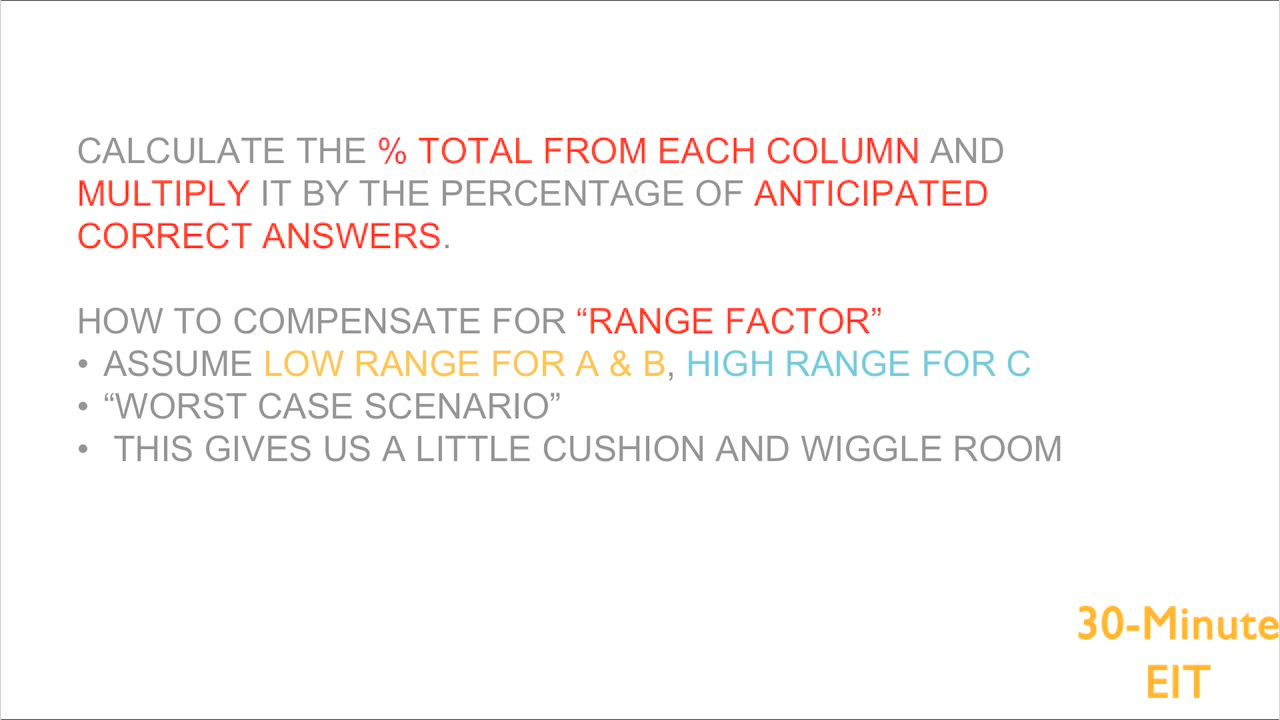 CALCULATE THE % TOTAL FROM EACH COLUMN AND
MULTIPLY IT BY THE PERCENTAGE OF ANTICIPATED
CORRECT ANSWERS.
HOW TO COMPENSATE FOR “RANGE FACTOR”
• ASSUME LOW RANGE FOR A & B, HIGH RANGE FOR C
• “WORST CASE SCENARIO”
• THIS GIVES US A LITTLE CUSHION AND WIGGLE ROOM
30-Minute
EIT